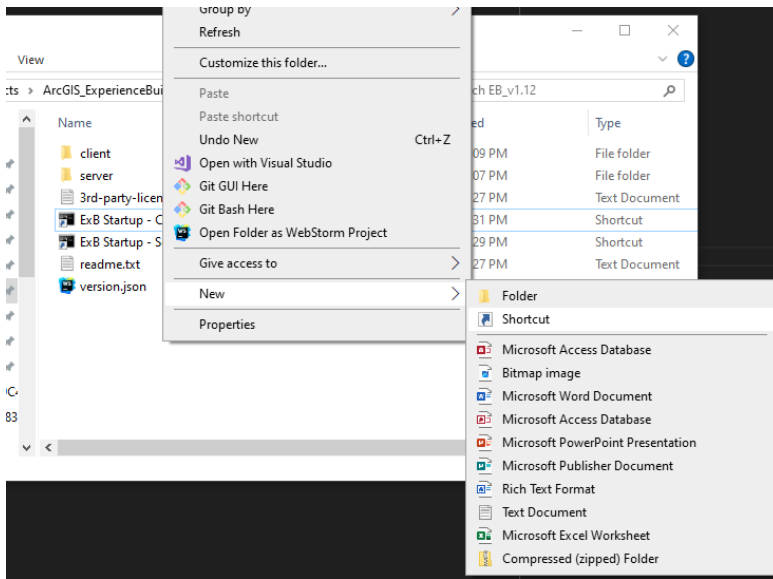 Group by
Refresh
View
Customize this folder...
cts > ArcGIS_ExperienceBui
ch EB_v1.12
Paste
Paste shortcut
Name
ed
Type
Undo New Ctrl+Z
client
09 PM
File folder
Open with Visual Studio
server
07 PM
File folder
Git GUI Here
3rd-party-licen
27 PM
Text Document
Git Bash Here
ExB Startup - C
31 PM
Shortcut
Open Folder as WebStorm Project
ExB Startup - S
29 PM
Shortcut
readme.txt
27 PM
Text Document
Give access to
version.json
New
Properties
Folder
Shortcut
Microsoft Access Database
Bitmap image
Microsoft Word Document
Microsoft Access Database
Microsoft PowerPoint Presentation
Microsoft Publisher Document
Rich Text Format
Text Document
Microsoft Excel Worksheet
Compressed (zipped) Folder
83